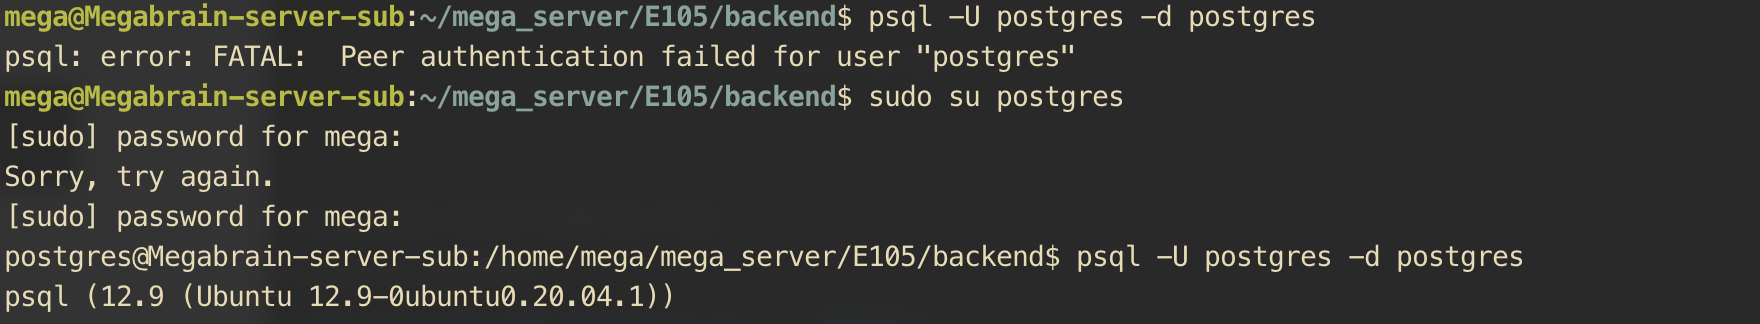 mega@Megabrain-server-sub:~/mega_server/E105/backend$ psql -U postgres -d postgres
psql: error: FATAL:  Peer authentication failed for user "postgres"
mega@Megabrain-server-sub:~/mega_server/E105/backend$ sudo su postgres
[sudo] password for mega:
Sorry, try again.
[sudo] password for mega:
postgres@Megabrain-server-sub:/home/mega/mega_server/E105/backend$ psql -U postgres -d postgres
psql (12.9 (Ubuntu 12.9-0ubuntu0.20.04.1))